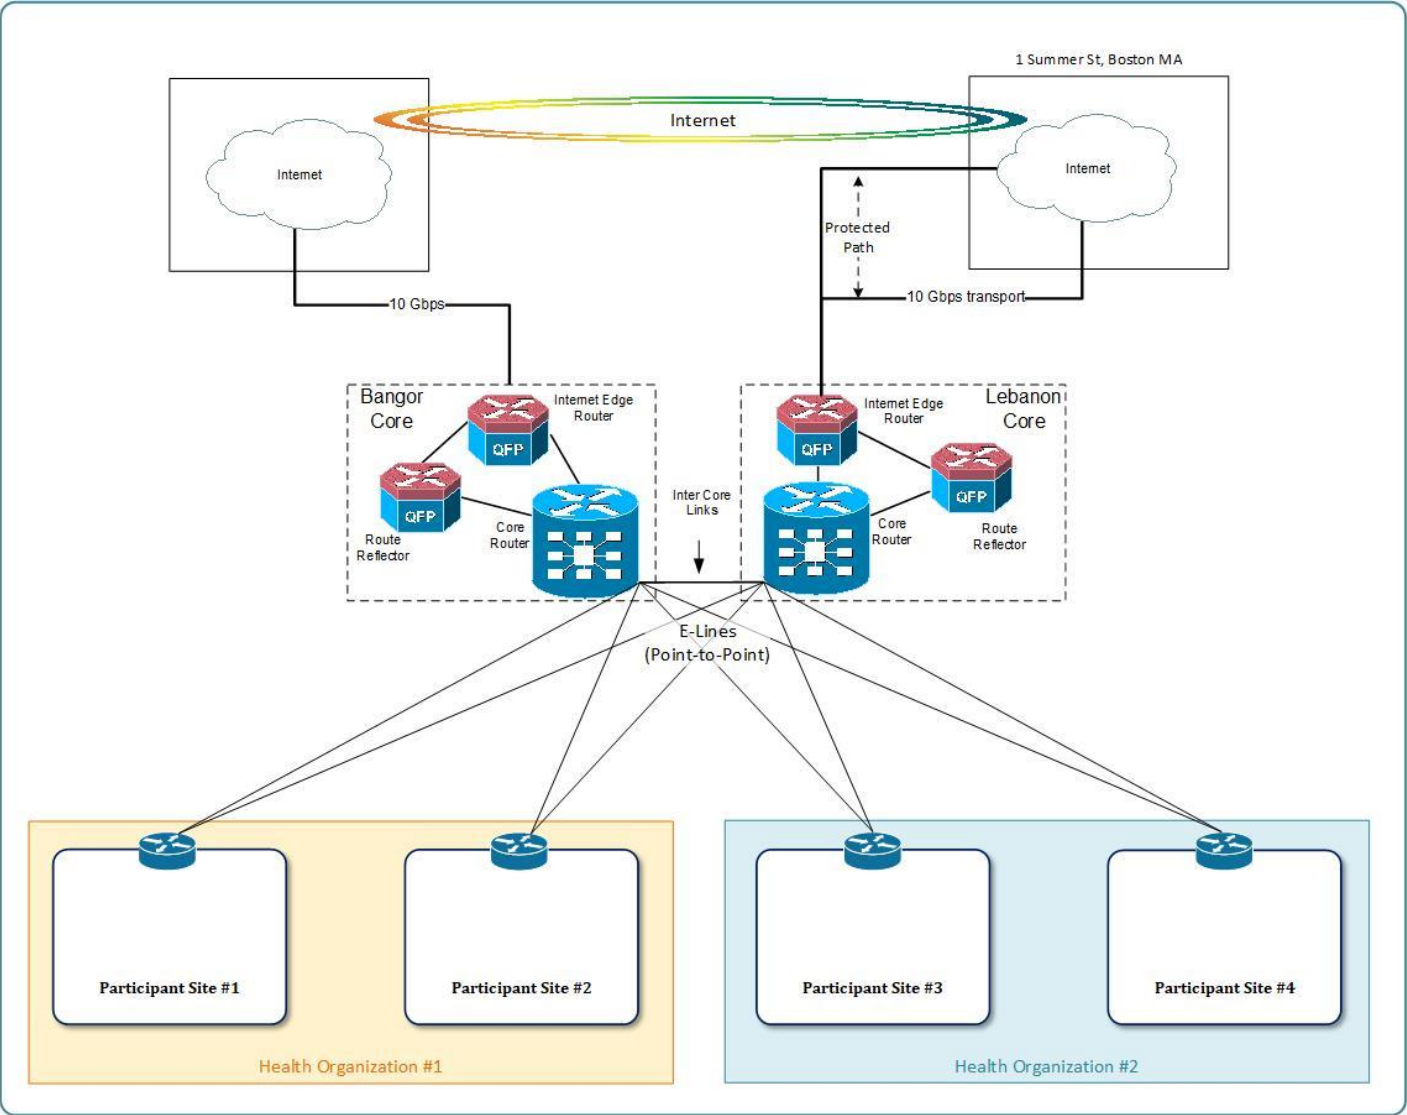 1 Summer St, Boston MA
Internet
Internet
Internet
Protected
Path
10 Gbps
10 Gbps transport
Bangor
Core
Internet Edge
Router
QFP
QFP
Route
Reflector
Core
Router
Inter Core
Links
Internet Edge
Router
Lebanon
Core
QFP
QFP
Core
Router
Route
Reflector
E-Lines
(Point-to-Point)
Participant Site #1
Participant Site #2
Participant Site #3
Participant Site #4
Health Organization #1
Health Organization #2